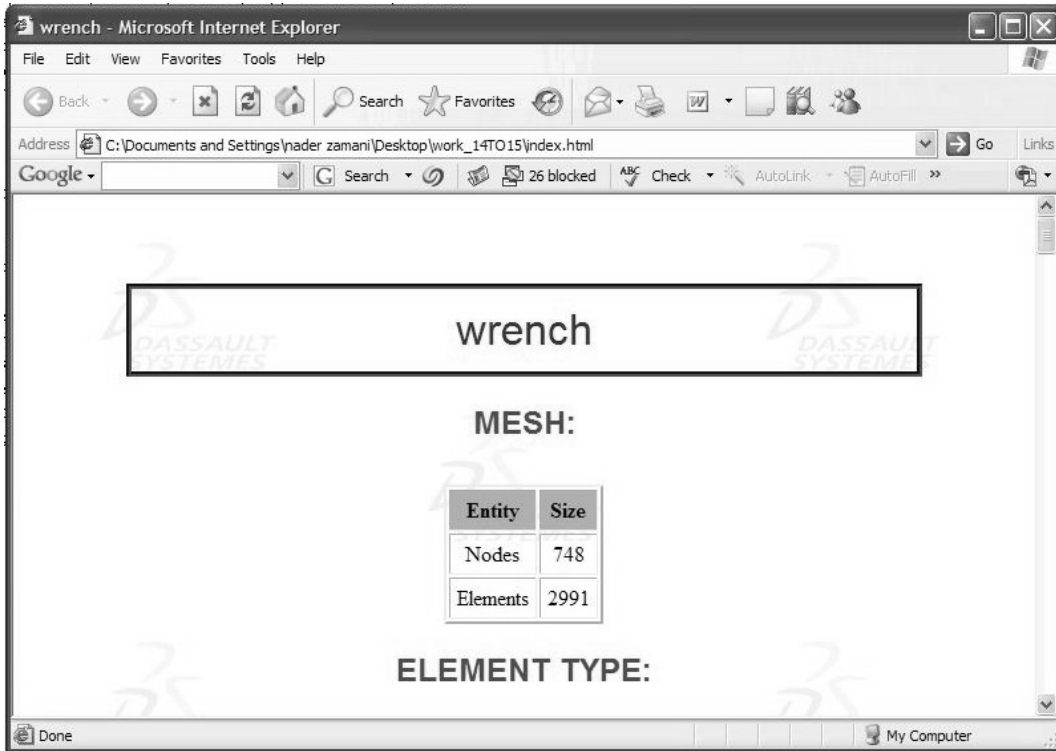 wrench - Microsoft Internet Explorer
File Edit View Favorites Tools Help
Back Search Favorites
Address C:\Documents and Settings\nader zamani\Desktop\work_14TO15\index.html Go Links
Google Search 26 blocked ABC Check AutoLink AutoFill »
wrench
DASSAULT SYSTEMES
DASSAULT SYSTEMES
MESH:
Entity Size
Nodes 748
Elements 2991
ELEMENT TYPE:
Done My Computer